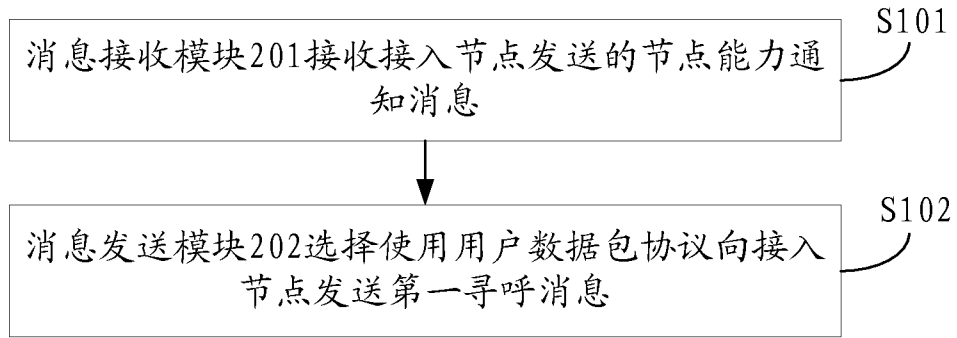 S101
消息接收模块201接收接入节点发送的节点能力通
知消息
S102
消息发送模块202选择使用用户数据包协议向接入
节点发送第一寻呼消息